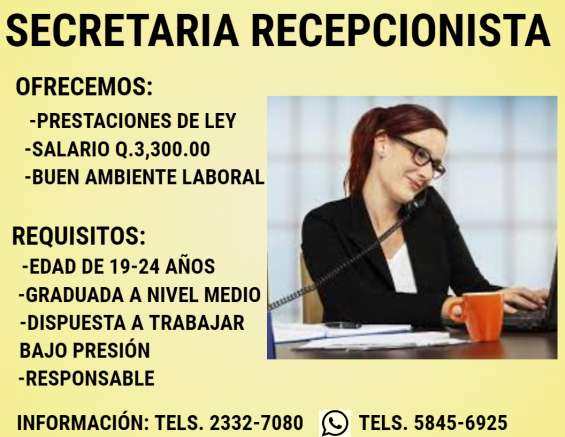 SECRETARIA RECEPCIONISTA
OFRECEMOS:
-PRESTACIONES DE LEY
-SALARIO Q.3,300.00
-BUEN AMBIENTE LABORAL
REQUISITOS:
-EDAD DE 19-24 AÑOS
-GRADUADA A NIVEL MEDIO
-DISPUESTA A TRABAJAR
BAJO PRESIÓN
-RESPONSABLE
INFORMACIÓN: TELS. 2332-7080 TELS. 5845-6925